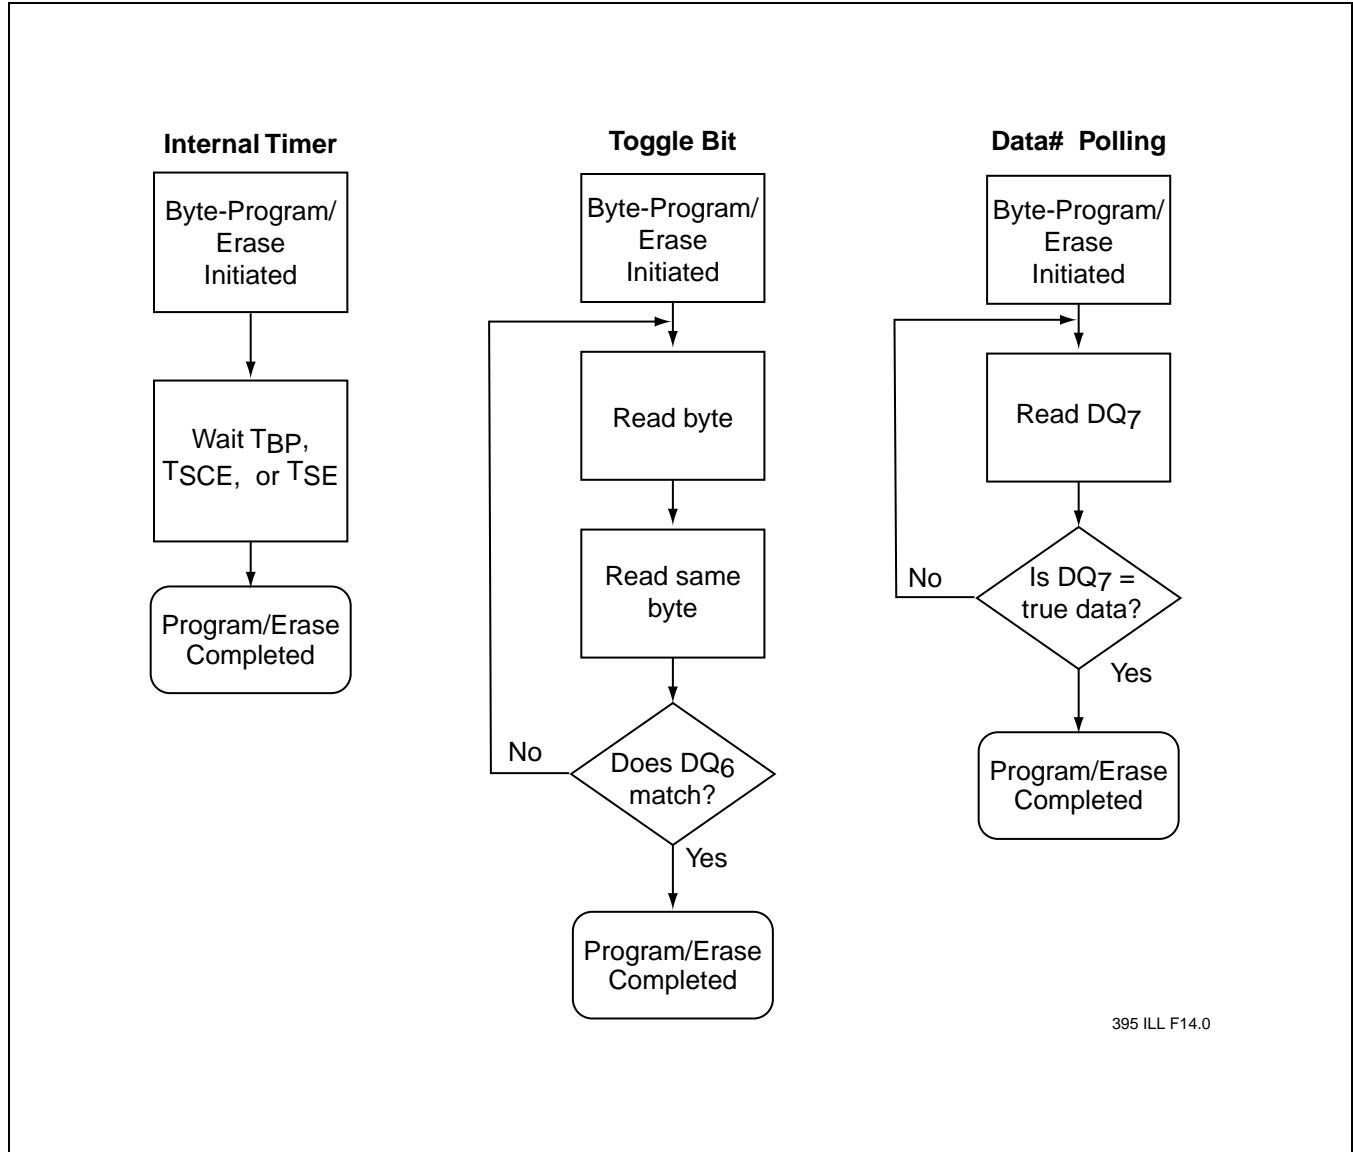 Internal Timer
Byte-Program/
Erase
Initiated
Wait TBP,
TSCE, or TSE
Program/Erase
Completed
Toggle Bit
Byte-Program/
Erase
Initiated
Read byte
Read same
byte
Does DQ6
match?
No
Yes
Program/Erase
Completed
Data# Polling
Byte-Program/
Erase
Initiated
Read DQ7
Is DQ7 =
true data?
No
Yes
Program/Erase
Completed
395 ILL F14.0